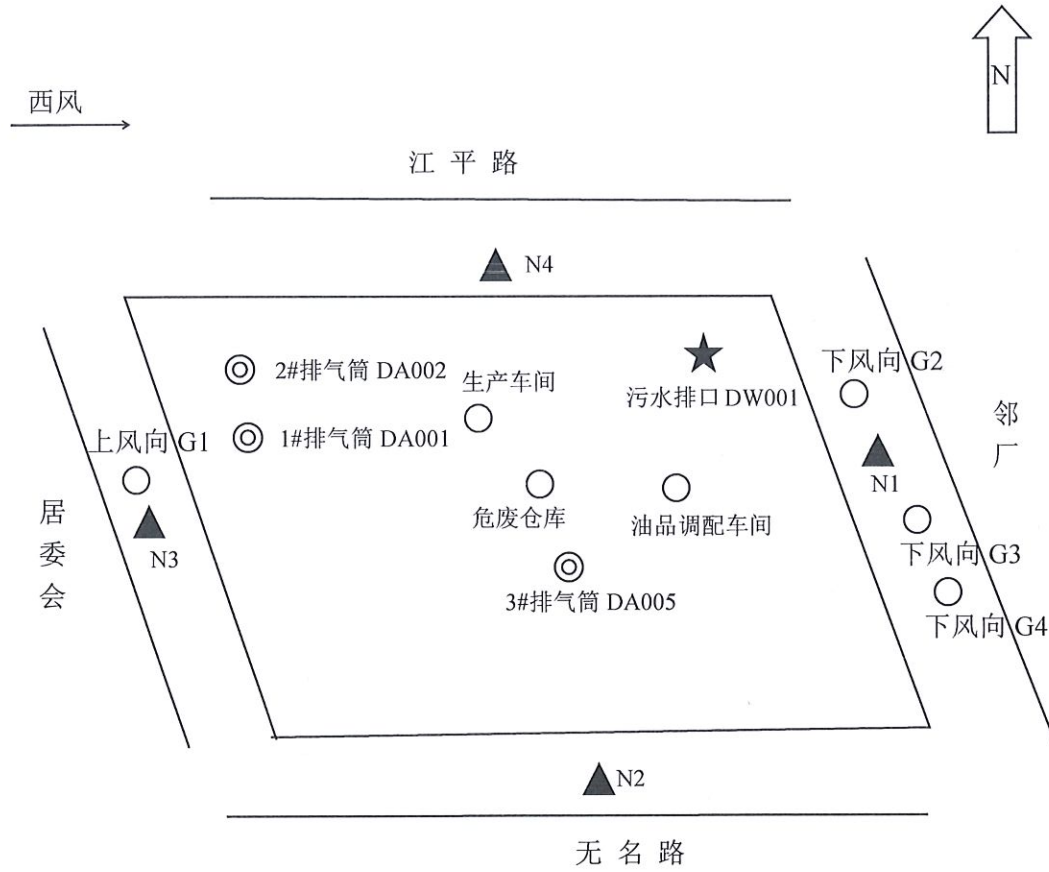 N
西风
江平路
N4
2#排气筒 DA002
生产车间
污水排口 DW001
下风向 G2
上风向 G1
1#排气筒 DA001
邻厂
N1
居委会
N3
危废仓库
油品调配车间
下风向 G3
3#排气筒 DA005
下风向 G4
N2
无名路